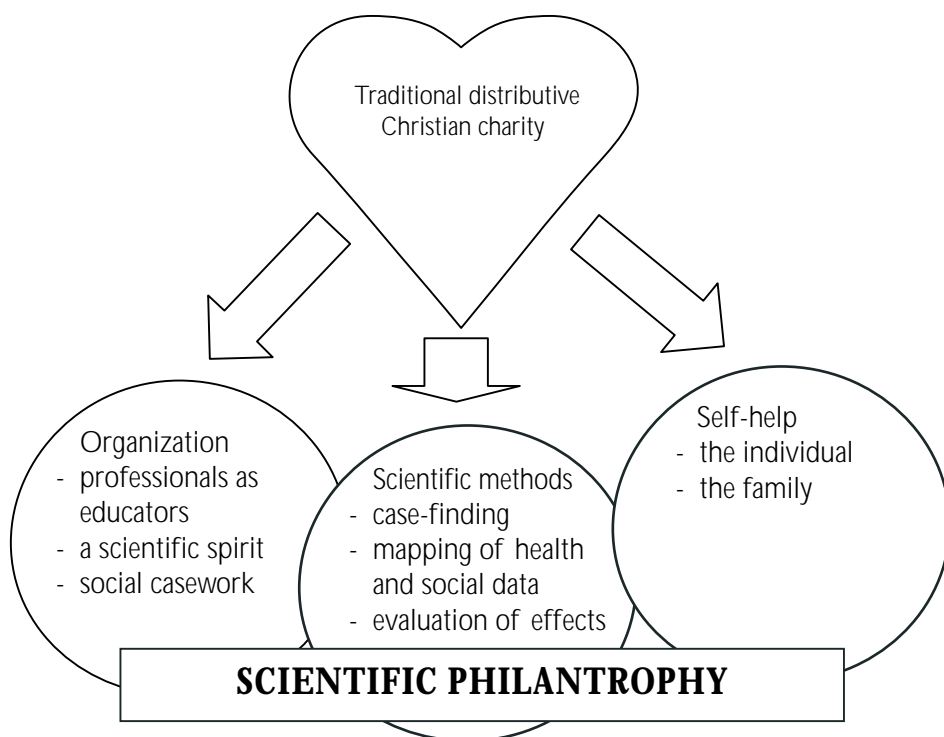 Traditional distributive
Christian charity
Organization
- professionals as
educators
- a scientific spirit
- social casework
Scientific methods
- case-finding
- mapping of health
and social data
- evaluation of effects
Self-help
- the individual
- the family
SCIENTIFIC PHILANTROPHY